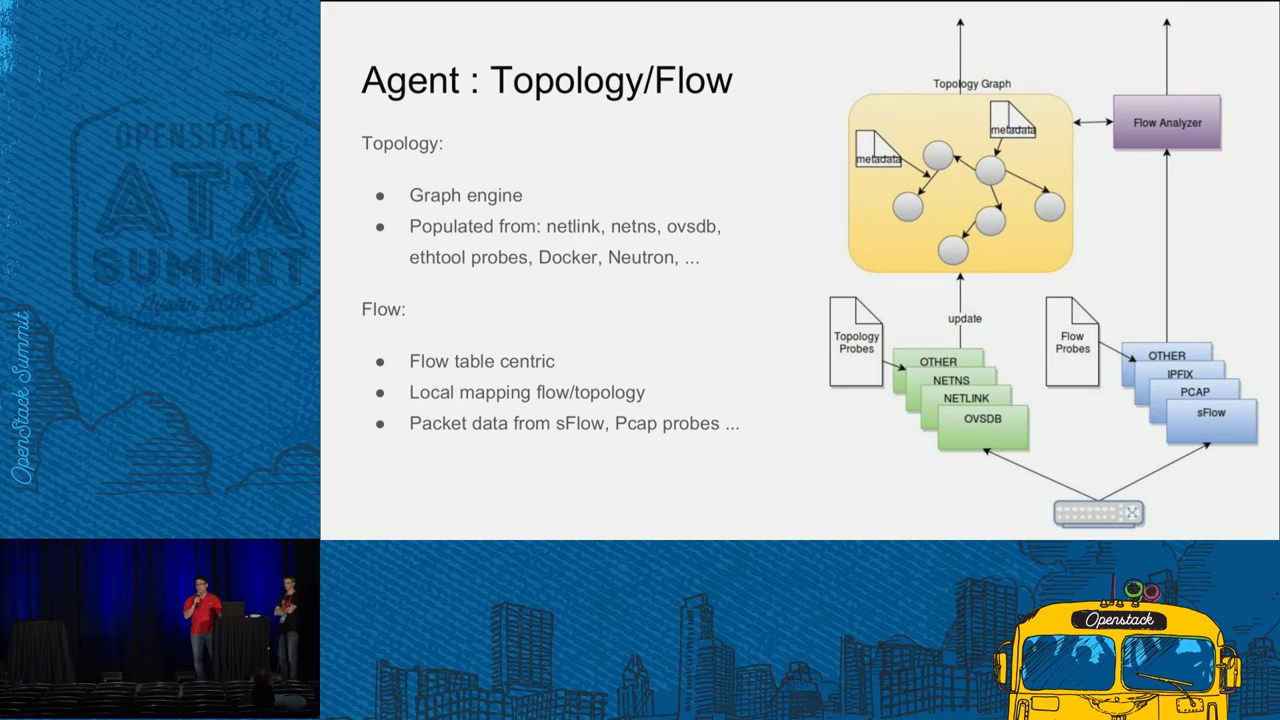 OPENSTACK
ATX
SUMMIT
Austin 2016
OpenStack Summit
Agent : Topology/Flow
Topology:
● Graph engine
● Populated from: netlink, netns, ovsdb,
ethtool probes, Docker, Neutron, ...
Flow:
● Flow table centric
● Local mapping flow/topology
● Packet data from sFlow, Pcap probes ...
Topology Graph
metadata
metadata
Flow Analyzer
update
Topology
Probes
OTHER
NETNS
NETLINK
OVSDB
Flow
Probes
OTHER
IPFIX
PCAP
sFlow
Openstack